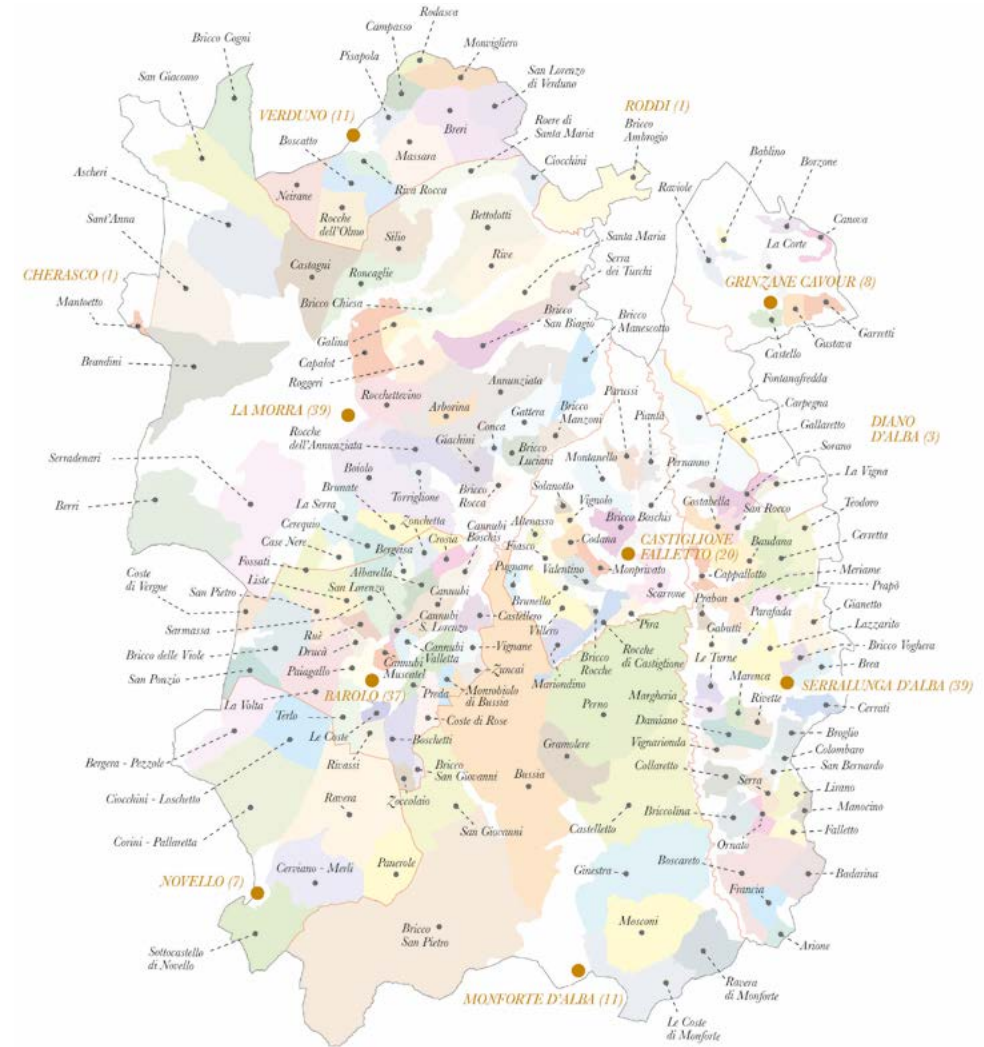 Rodasca
Campasso
Bricco Cogni
Monvigliero
Pisapola
San Giacomo
San Lorenzo
di Verduno
VERDUNO (11)
RODDI (1)
Bricco
Ambrogio
Breri
Roere di
Santa Maria
Boscatto
Massara
Bablino
Borzone
Ciocchini
Ascheri
Neirane
Riva Rocca
Raviole
Rocche
dell'Olmo
Bettolotti
Canova
Sant'Anna
Silio
Santa Maria
La Corte
Castagni
Rive
Serra
dei Turchi
CHERASCO (1)
Roncaglie
GRINZANE CAVOUR (8)
Mantoetto
Bricco Chiesa
Bricco
San Biagio
Bricco
Manescotto
Garretti
Galina
Gustava
Castello
Brandini
Capalot
Roggeri
Fontanafredda
Annunziata
Parussi
Rocchettevino
Carpegna
LA MORRA (39)
Arborina
Gattera
Bricco
Manzoni
Pianta
Gallaretto
DIANO
D'ALBA (3)
Conca
Rocche
dell'Annunziata
Giachini
Sorano
Serradenari
Boiolo
Bricco
Luciani
Montanello
Pernanno
La Vigna
Brunate
Torriglione
Bricco
Rocca
Solanotto
Costabella
Berri
La Serra
Vignolo
San Rocco
Teodoro
Cerequio
Zonchetta
Cannubi
Boschis
Altenasso
Bricco Boschis
Case Nere
Crosia
Codana
CASTIGLIONE
FALLETTO (20)
Baudana
Cerretta
Bergeisa
Fiasco
Fossati
Albarella
Pugnane
Valentino
Monprivato
Cappallotto
Meriame
Coste
di Vergne
Liste
San Lorenzo
Cannubi
Scarrone
Prabon
Prapò
San Pietro
Brunella
Parafada
Gianetto
Sarmassa
Cannubi
S. Lorenzo
Castellero
Villero
Pira
Gabutti
Lazzarito
Ruè
Drucà
Cannubi
Valletta
Vignane
Rocche
di Castiglione
Le Turne
Bricco Voghera
Bricco delle Viole
Paiagallo
Cannubi
Muscatel
Zuncai
Bricco
Rocche
Brea
San Ponzio
Mariondino
Marenca
BAROLO (37)
Preda
Monrobiolo
di Bussia
SERRALUNGA D'ALBA (39)
Margheria
La Volta
Rivette
Cerrati
Terlo
Coste di Rose
Perno
Damiano
Le Coste
Boschetti
Broglio
Vignarionda
Bergera - Pezzole
Gramolere
Colombaro
Rivassi
Bricco
San Giovanni
Bussia
Collaretto
San Bernardo
Serra
Ciocchini - Loschetto
Zoccolaio
Lirano
Ravera
Briccolina
Manocino
San Giovanni
Castelletto
Falletto
Corini - Pallaretta
Ornato
Panerole
Boscareto
Cerviano - Merli
Ginestra
Badarina
NOVELLO (7)
Francia
Mosconi
Bricco
San Pietro
Arione
Sottocastello
di Novello
Ravera
di Monforte
MONFORTE D'ALBA (11)
Le Coste
di Monforte